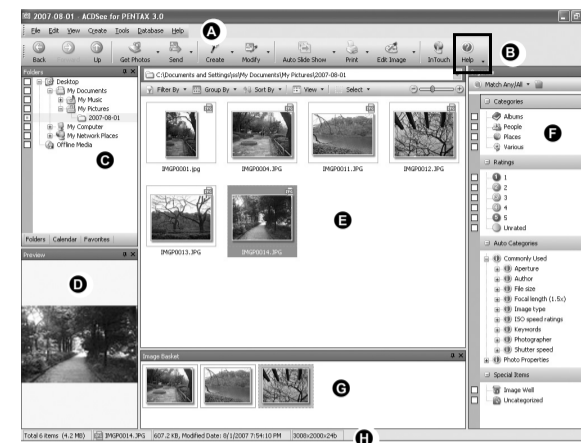 2007-08-01 - ACDSee for PENTAX 3.0
File Edit View Create Tools Database Help
A
B
Back Forward Up Get Photos Send Create Modify Auto Slide Show Print Edit Image InTouch Help
Folders
Desktop
My Documents
My Music
My Pictures
2007-08-01
My Computer
My Network Places
Offline Media
C
Folders Calendar Favorites
Preview
D
C:\Documents and Settings\js\My Documents\My Pictures\2007-08-01
Filter By Group By Sort By View Select
IMGP0001.jpg IMGP0004.JPG IMGP0011.JPG IMGP0012.JPG
IMGP0013.JPG IMGP0014.JPG
E
Image Basket
G
Match Any/All
Categories
Albums
People
Places
Various
F
Ratings
1
2
3
4
5
Unrated
Auto Categories
Commonly Used
Aperture
Author
File size
Focal length (1.5x)
Image type
ISO speed ratings
Keywords
Photographer
Shutter speed
Photo Properties
Special Items
Image Well
Uncategorized
Total 6 items (4.2 MB) IMGP0014.JPG 607.2 KB, Modified Date: 8/1/2007 7:54:10 PM 3008x2000x24b
H